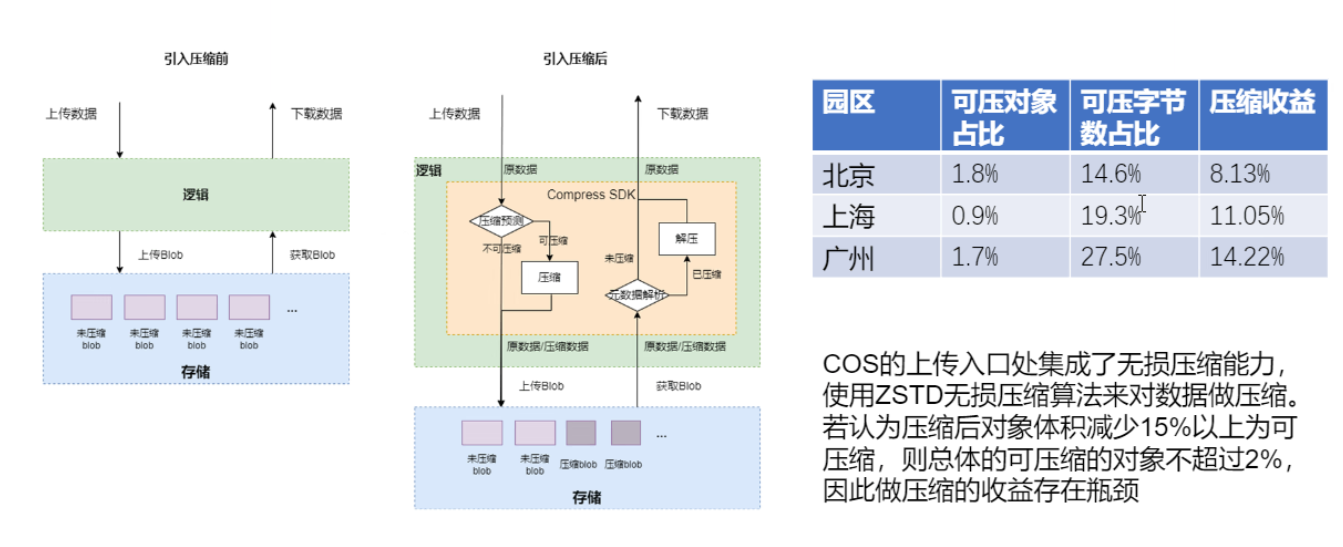 引入压缩前
上传数据
下载数据
逻辑
上传Blob
获取Blob
未压缩
blob
未压缩
blob
未压缩
blob
未压缩
blob
...
存储
引入压缩后
上传数据
下载数据
逻辑
原数据
原数据
Compress SDK
压缩预测
可压缩
不可压缩
压缩
解压
未压缩
已压缩
元数据解析
原数据/压缩数据
原数据/压缩数据
上传Blob
获取Blob
未压缩
blob
未压缩
blob
压缩blob
压缩blob
...
存储
园区 可压对象占比 可压字节数占比 压缩收益
北京 1.8% 14.6% 8.13%
上海 0.9% 19.3% 11.05%
广州 1.7% 27.5% 14.22%
COS的上传入口处集成了无损压缩能力，
使用ZSTD无损压缩算法来对数据做压缩。
若认为压缩后对象体积减少15%以上为可
压缩，则总体的可压缩的对象不超过2%，
因此做压缩的收益存在瓶颈